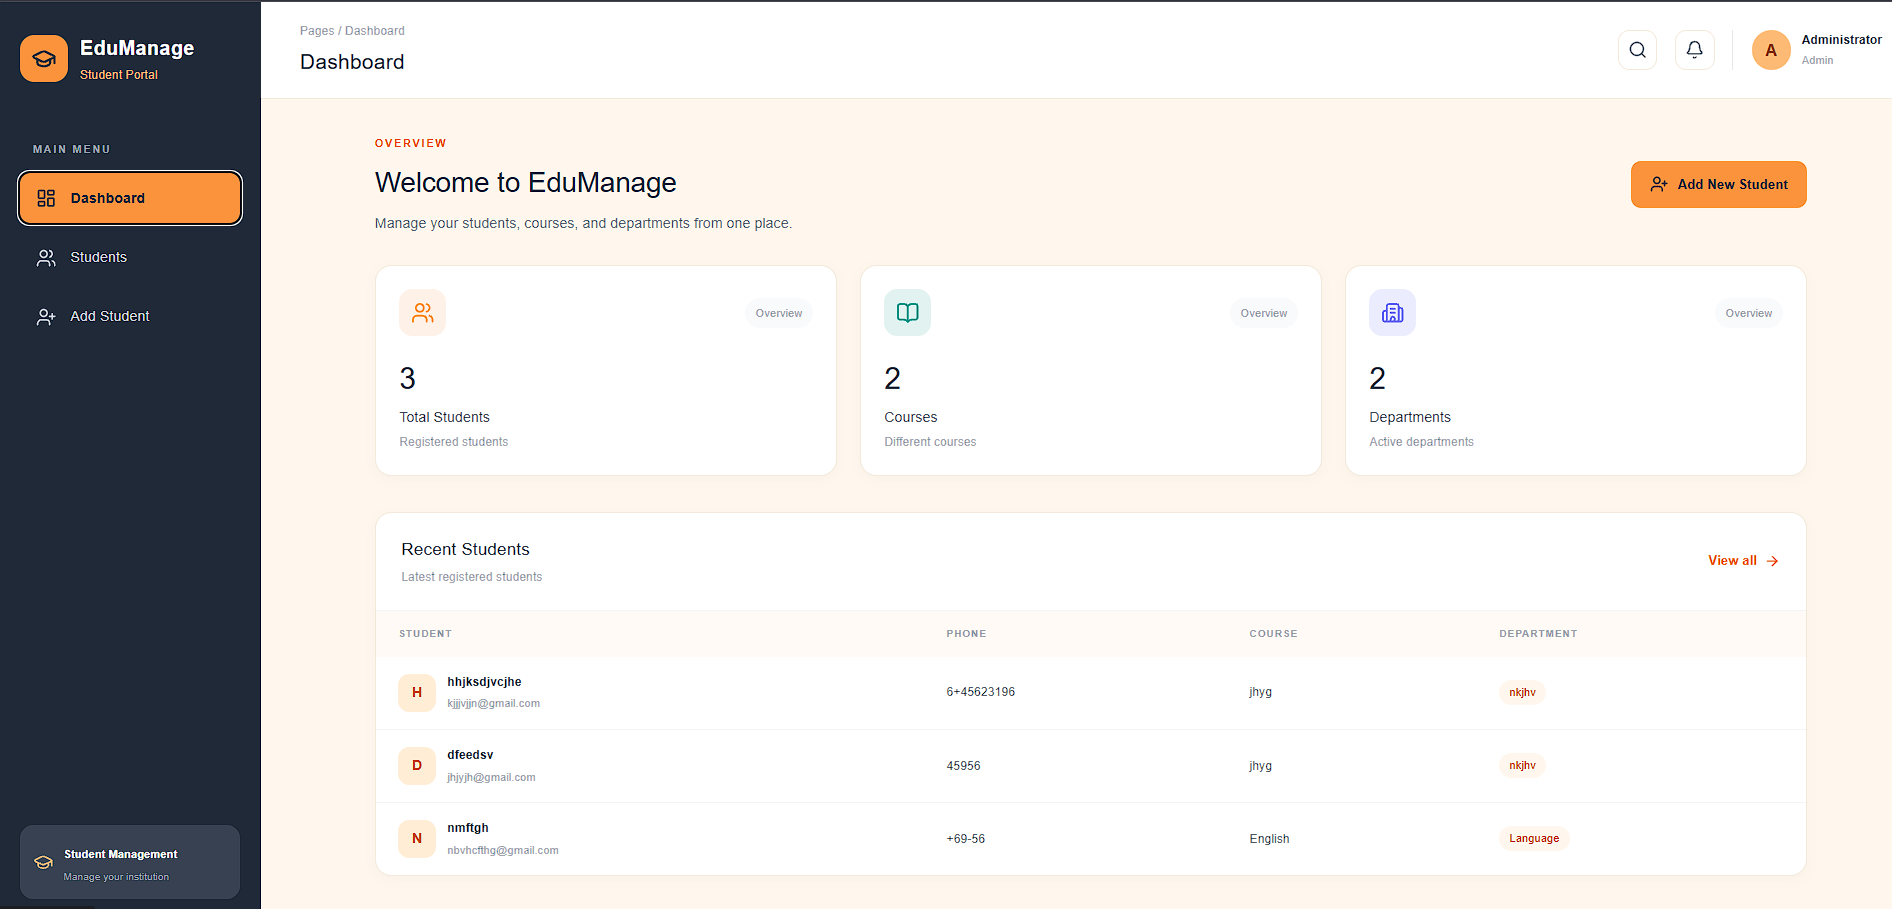 EduManage
Student Portal
MAIN MENU
Dashboard
Students
Add Student
Student Management
Manage your institution
Pages / Dashboard
Dashboard
A
Administrator
Admin
OVERVIEW
Welcome to EduManage
Manage your students, courses, and departments from one place.
Add New Student
Overview
3
Total Students
Registered students
Overview
2
Courses
Different courses
Overview
2
Departments
Active departments
Recent Students
Latest registered students
View all
STUDENT PHONE COURSE DEPARTMENT
H hhjksdjvcjhe 6+45623196 jhyg nkjhv
kjjjvjjn@gmail.com
D dfeedsv 45956 jhyg nkjhv
jhjyjh@gmail.com
N nmftgh +69-56 English Language
nbvhcfthg@gmail.com